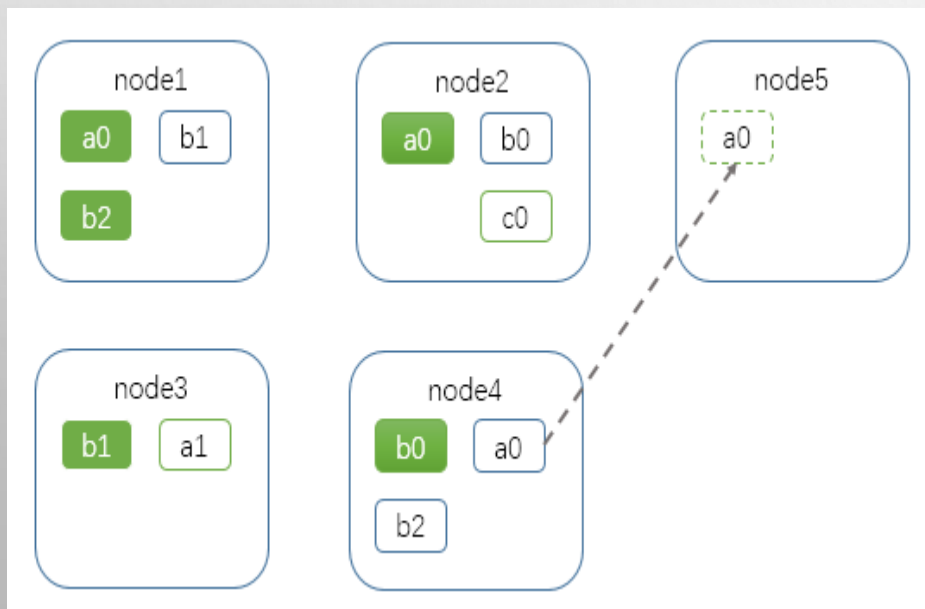 node1
a0 b1
b2
node2
a0 b0
c0
node5
a0
node3
b1 a1
node4
b0 a0
b2